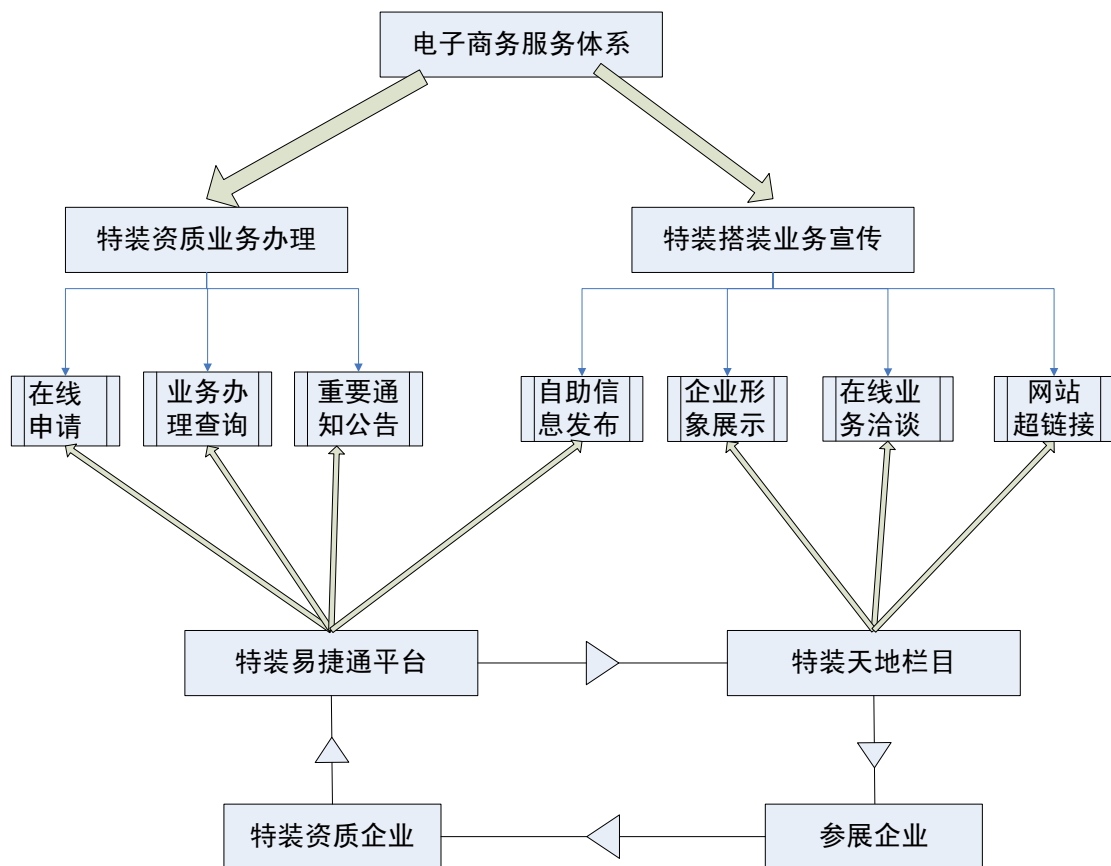 电子商务服务体系
特装资质业务办理
特装搭装业务宣传
在线
申请
业务办
理查询
重要通
知公告
自助信
息发布
企业形
象展示
在线业
务洽谈
网站
超链接
特装易捷通平台
特装天地栏目
特装资质企业
参展企业